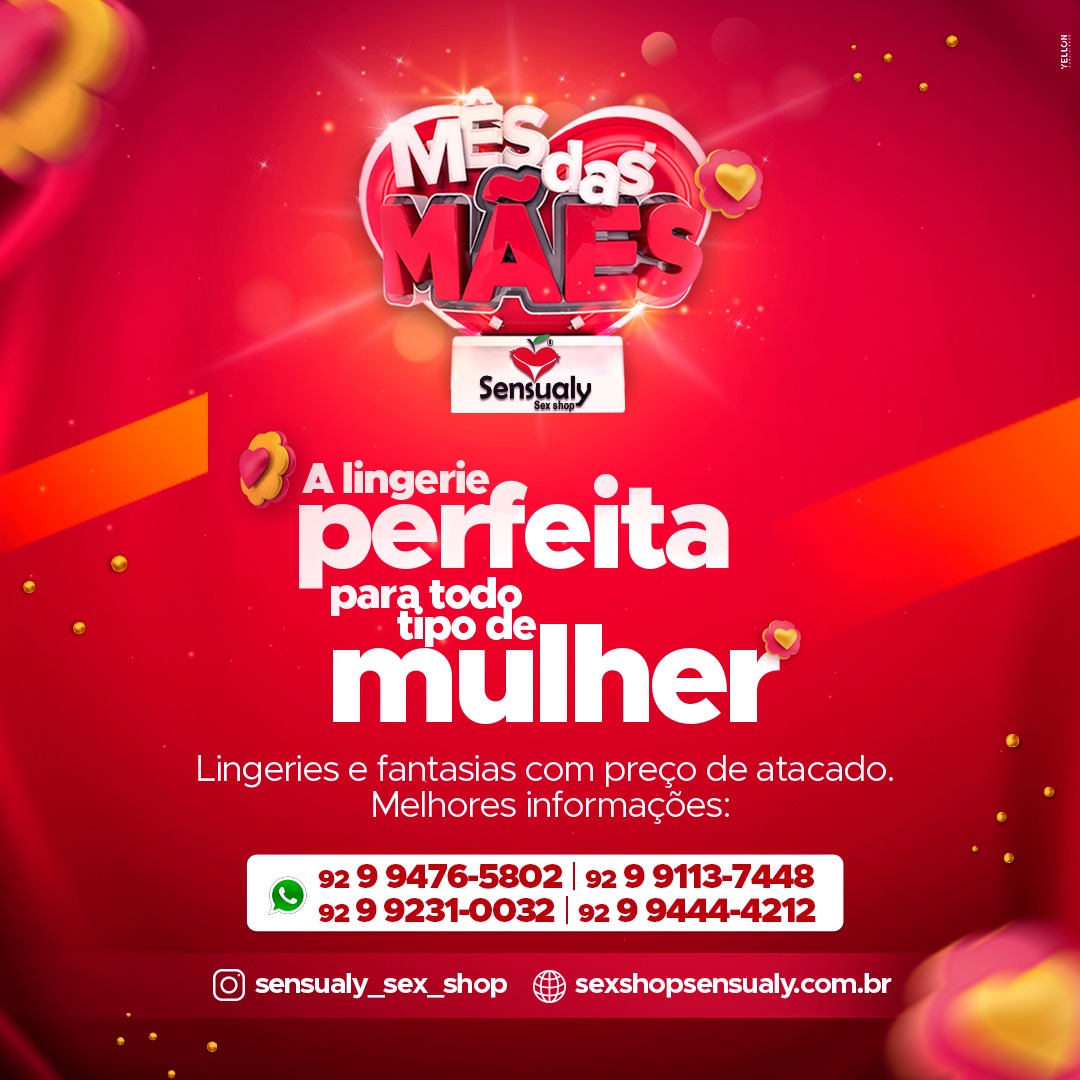 YELLON
MÊS das
MÃES
Sensualy
Sex shop
A lingerie
perfeita
para todo
tipo de
mulher
Lingeries e fantasias com preço de atacado.
Melhores informações:
92 9 9476-5802 | 92 9 9113-7448
92 9 9231-0032 | 92 9 9444-4212
sensualy_sex_shop sexshopsensualy.com.br